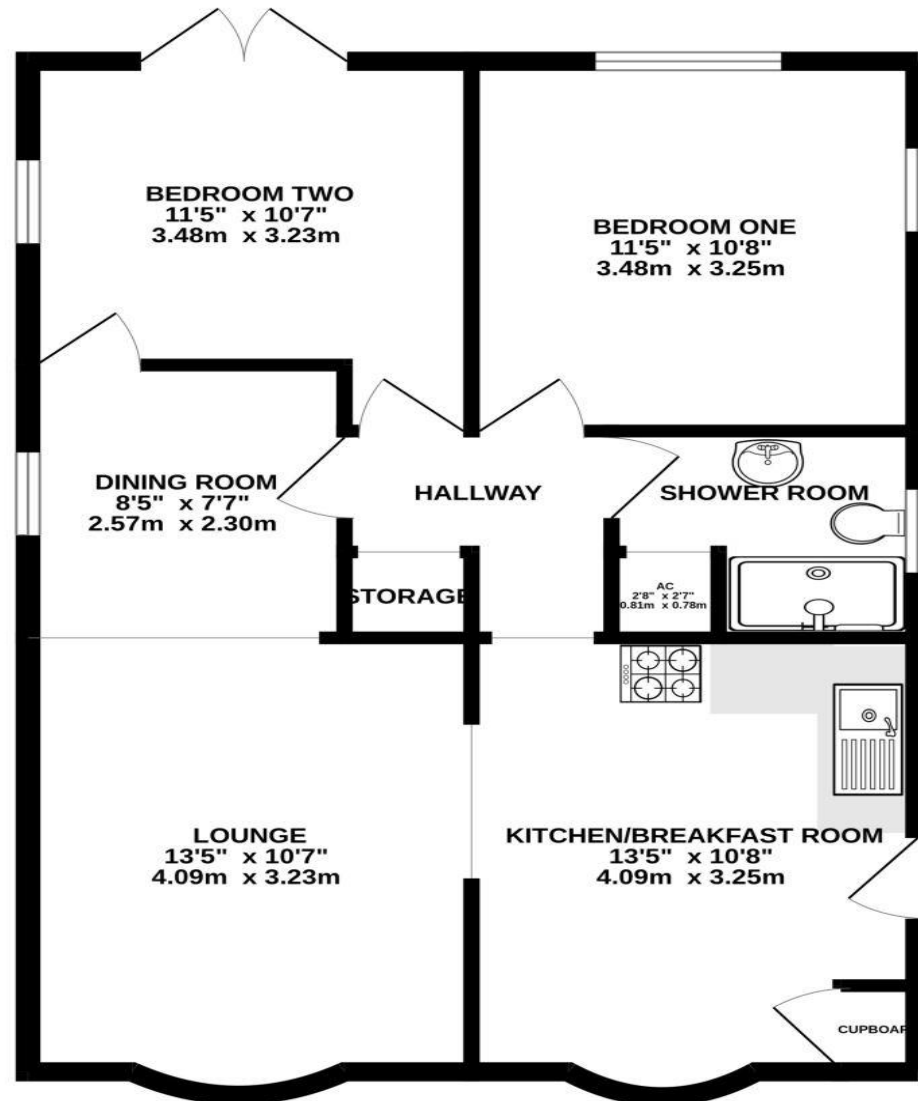 BEDROOM TWO
11'5" x 10'7"
3.48m x 3.23m
BEDROOM ONE
11'5" x 10'8"
3.48m x 3.25m
DINING ROOM
8'5" x 7'7"
2.57m x 2.30m
HALLWAY
SHOWER ROOM
STORAGE
AC
2'8" x 2'7"
0.81m x 0.78m
LOUNGE
13'5" x 10'7"
4.09m x 3.23m
KITCHEN/BREAKFAST ROOM
13'5" x 10'8"
4.09m x 3.25m
CUPBOAR